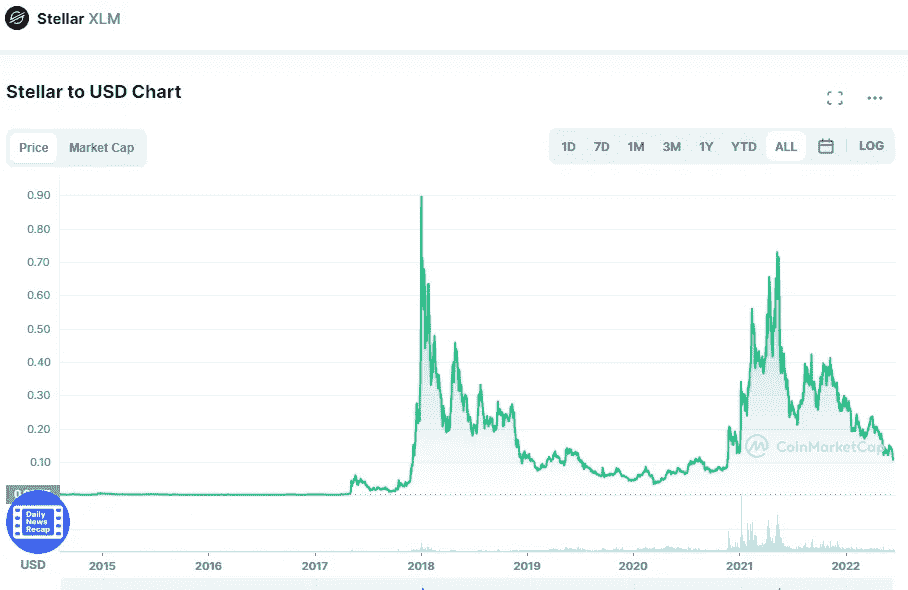 Stellar XLM
Stellar to USD Chart
Price Market Cap
1D 7D 1M 3M 1Y YTD ALL LOG
0.90
0.80
0.70
0.60
0.50
0.40
0.30
0.20
0.10
CoinMarketCap
Daily
News
Recap
USD 2015 2016 2017 2018 2019 2020 2021 2022